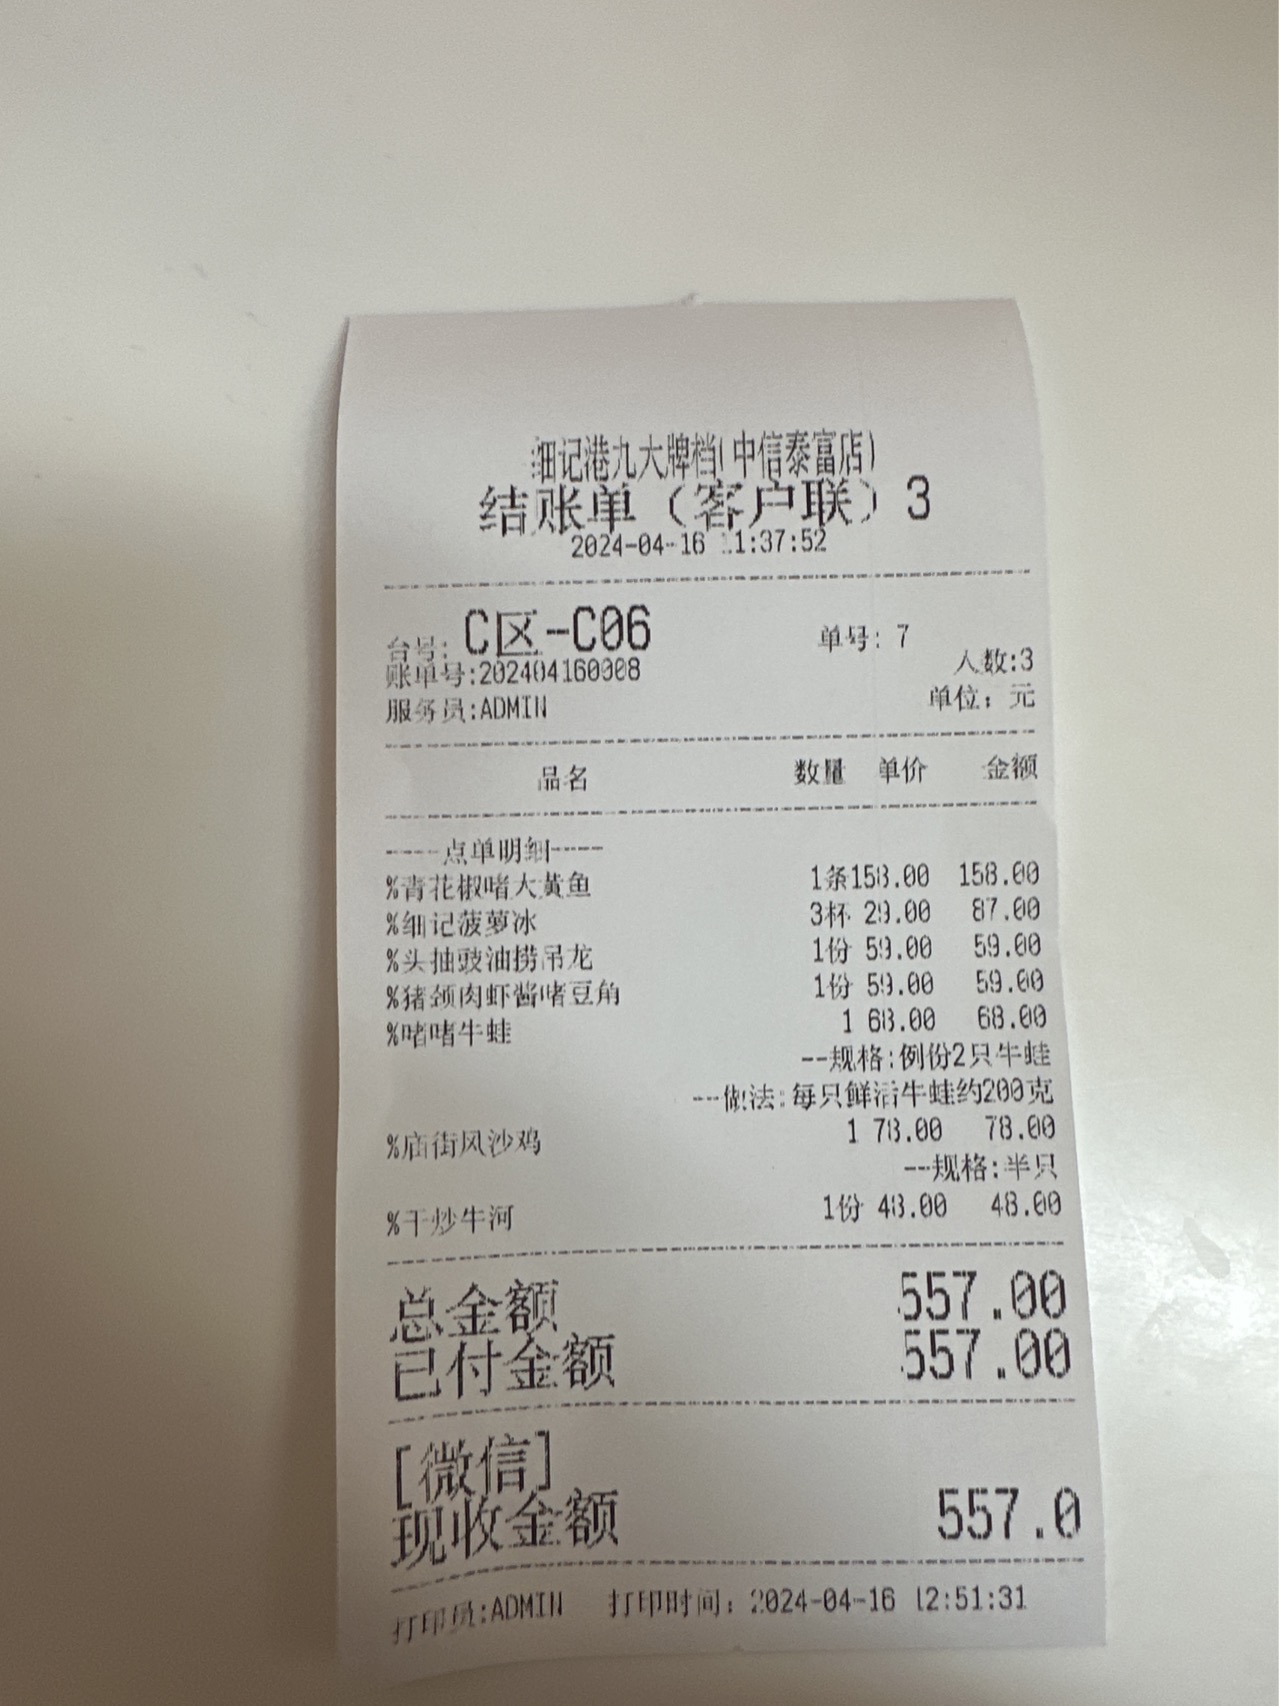 细记港九大牌档(中信泰富店)
结账单（客户联）3
2024-04-16 11:37:52
台号: C区-C06 单号: 7
账单号:202404160008 人数:3
服务员:ADMIN 单位: 元
品名 数量 单价 金额
----点单明细----
%青花椒啫大黄鱼 1条158.00 158.00
%细记菠萝冰 3杯 29.00 87.00
%头抽豉油捞吊龙 1份 59.00 59.00
%猪颈肉虾酱啫豆角 1份 59.00 59.00
%啫啫牛蛙 1 68.00 68.00
--规格:例份2只牛蛙
--做法:每只鲜活牛蛙约200克
%庙街风沙鸡 1 78.00 78.00
--规格:半只
%干炒牛河 1份 48.00 48.00
总金额 557.00
已付金额 557.00
[微信]
现收金额 557.0
打印员:ADMIN 打印时间: 2024-04-16 12:51:31